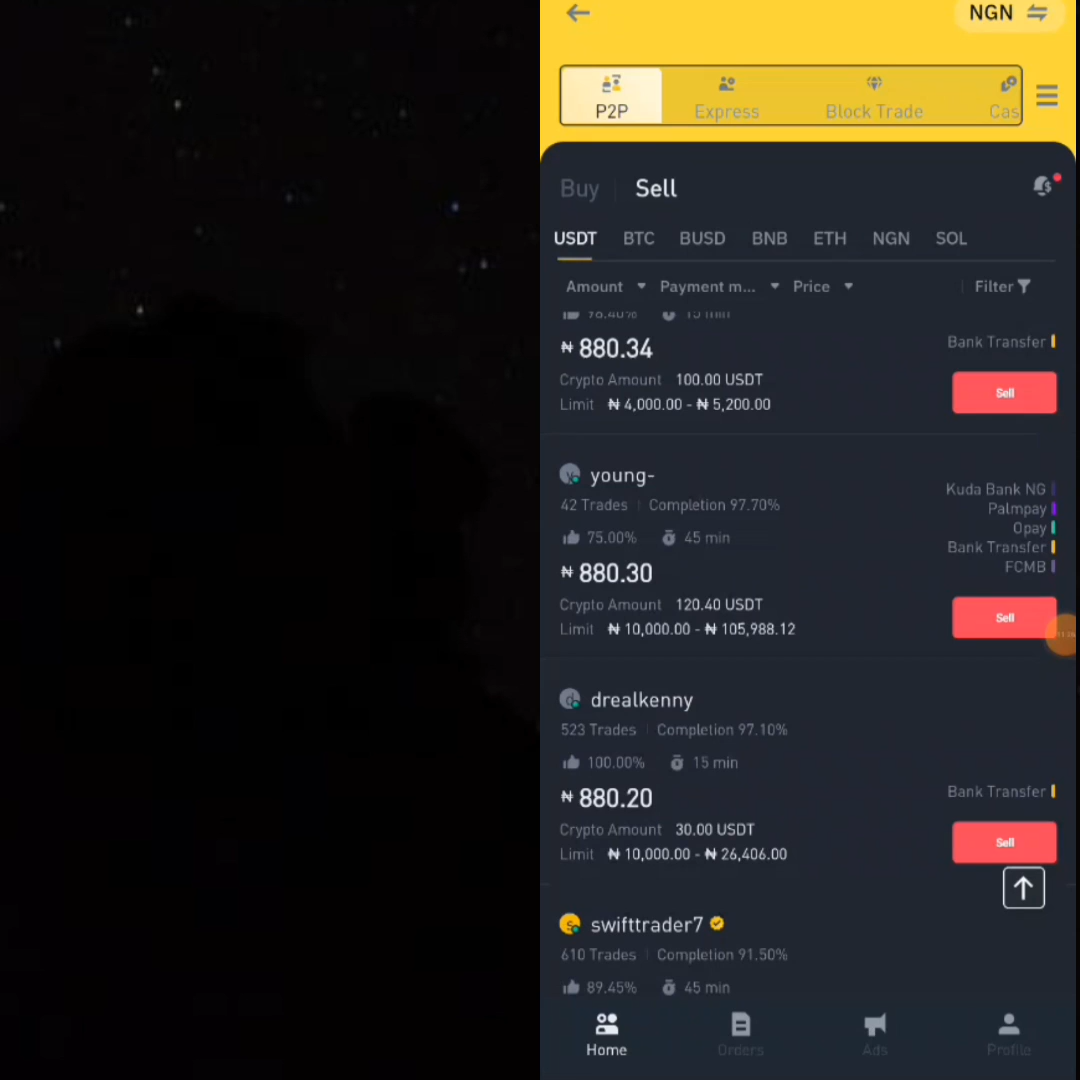 NGN
P2P
Express
Block Trade
Cas
Buy
Sell
USDT
BTC
BUSD
BNB
ETH
NGN
SOL
Amount
Payment m...
Price
Filter
15 min
₦ 880.34
Bank Transfer
Crypto Amount 100.00 USDT
Sell
Limit ₦ 4,000.00 - ₦ 5,200.00
young-
42 Trades Completion 97.70%
Kuda Bank NG
Palmpay
Opay
Bank Transfer
FCMB
75.00% 45 min
₦ 880.30
Crypto Amount 120.40 USDT
Sell
Limit ₦ 10,000.00 - ₦ 105,988.12
drealkenny
523 Trades Completion 97.10%
100.00% 15 min
₦ 880.20
Bank Transfer
Crypto Amount 30.00 USDT
Sell
Limit ₦ 10,000.00 - ₦ 26,406.00
swifttrader7
610 Trades Completion 91.50%
89.45% 45 min
Home
Orders
Ads
Profile